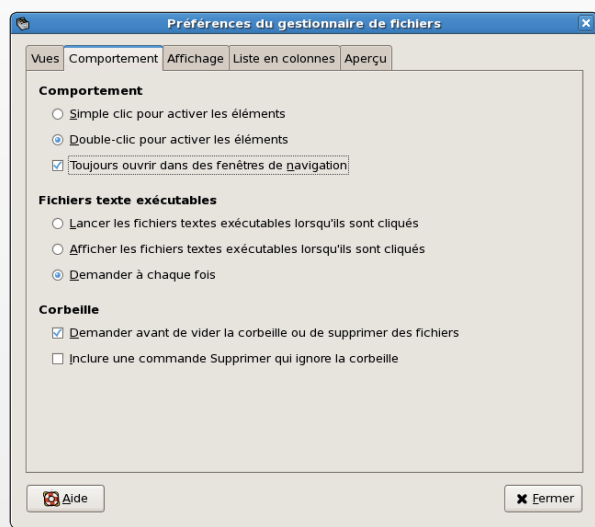 Préférences du gestionnaire de fichiers
Vues Comportement Affichage Liste en colonnes Aperçu
Comportement
Simple clic pour activer les éléments
Double-clic pour activer les éléments
Toujours ouvrir dans des fenêtres de navigation
Fichiers texte exécutables
Lancer les fichiers textes exécutables lorsqu'ils sont cliqués
Afficher les fichiers textes exécutables lorsqu'ils sont cliqués
Demander à chaque fois
Corbeille
Demander avant de vider la corbeille ou de supprimer des fichiers
Inclure une commande Supprimer qui ignore la corbeille
Aide Fermer